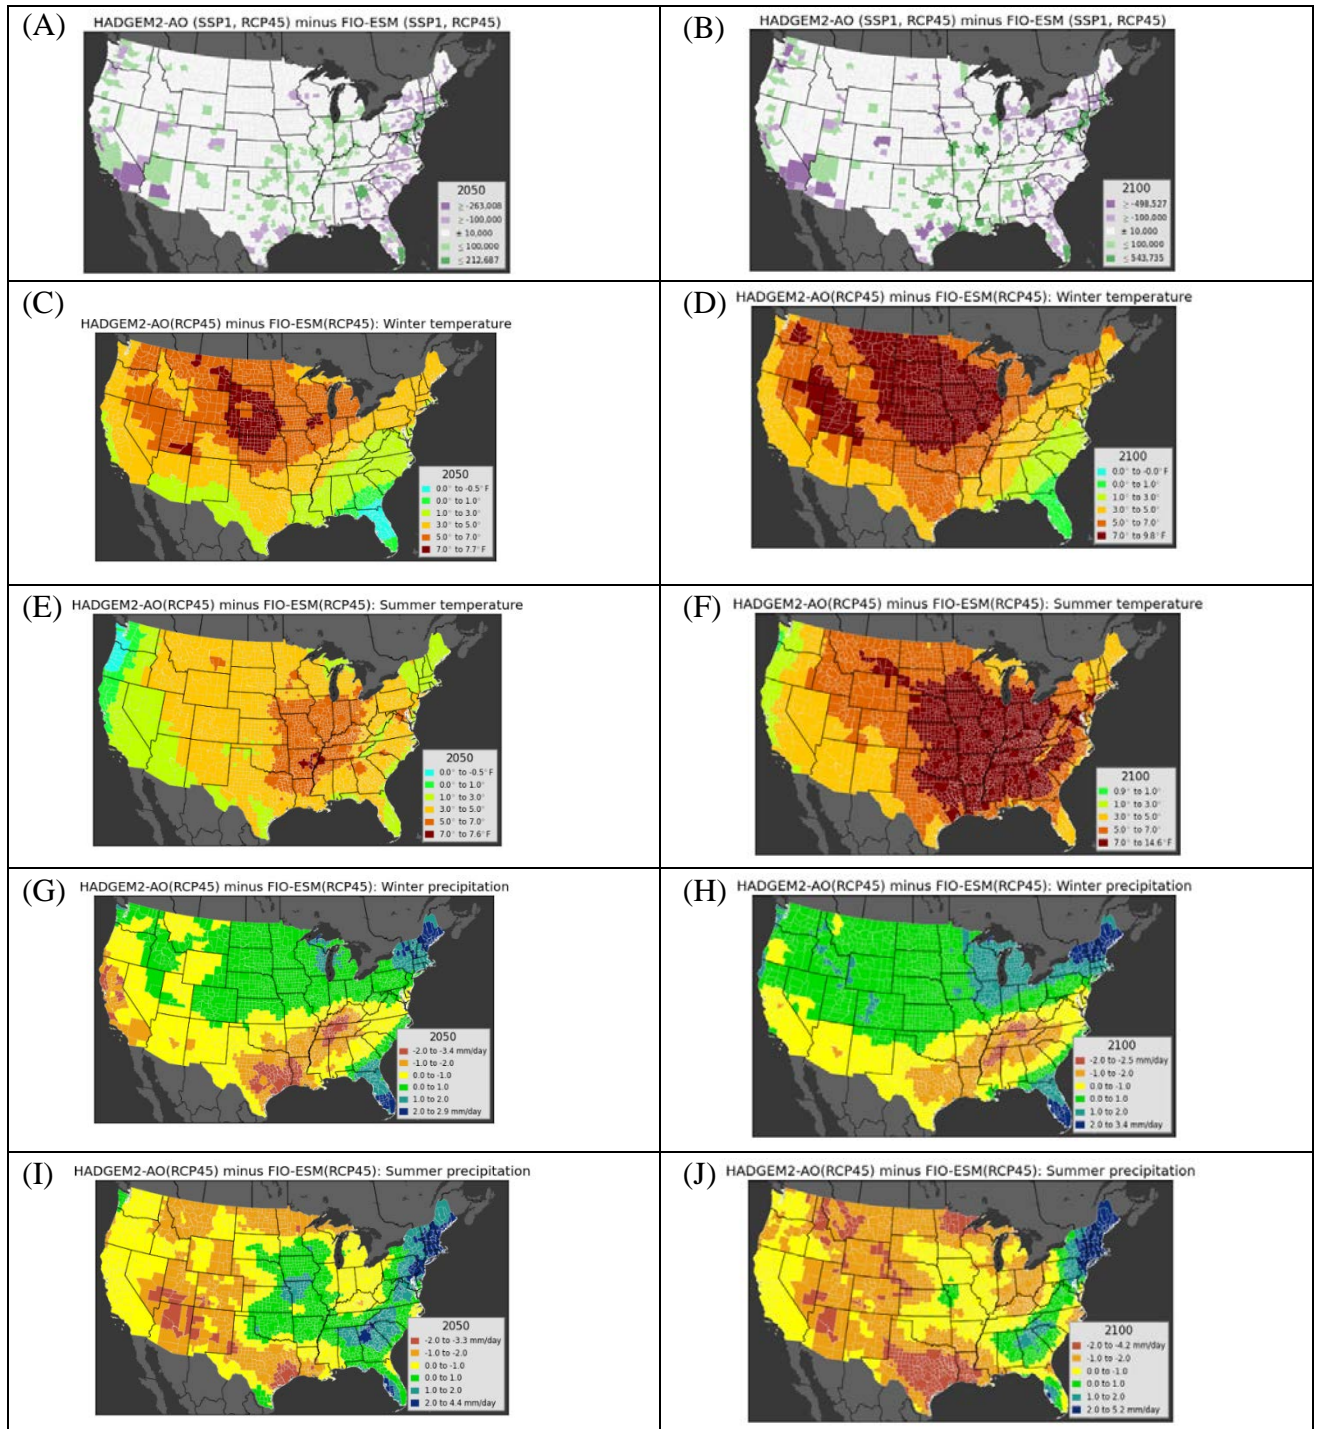 (A)
HADGEM2-AO (SSP1, RCP45) minus FIO-ESM (SSP1, RCP45)
2050
≥ -263,008
≥ -100,000
± 10,000
≤ 100,000
≤ 212,687
(B)
HADGEM2-AO (SSP1, RCP45) minus FIO-ESM (SSP1, RCP45)
2100
≥ -498,527
≥ -100,000
± 10,000
≤ 100,000
≤ 543,735
(C)
HADGEM2-AO(RCP45) minus FIO-ESM(RCP45): Winter temperature
2050
0.0° to -0.5°F
0.0° to 1.0°
1.0° to 3.0°
3.0° to 5.0°
5.0° to 7.0°
7.0° to 7.7°F
(D)
HADGEM2-AO(RCP45) minus FIO-ESM(RCP45): Winter temperature
2100
0.0° to -0.0°F
0.0° to 1.0°
1.0° to 3.0°
3.0° to 5.0°
5.0° to 7.0°
7.0° to 9.8°F
(E)
HADGEM2-AO(RCP45) minus FIO-ESM(RCP45): Summer temperature
2050
0.0° to -0.5°F
0.0° to 1.0°
1.0° to 3.0°
3.0° to 5.0°
5.0° to 7.0°
7.0° to 7.6°F
(F)
HADGEM2-AO(RCP45) minus FIO-ESM(RCP45): Summer temperature
2100
0.9° to 1.0°
1.0° to 3.0°
3.0° to 5.0°
5.0° to 7.0°
7.0° to 14.6°F
(G)
HADGEM2-AO(RCP45) minus FIO-ESM(RCP45): Winter precipitation
2050
-2.0 to -3.4 mm/day
-1.0 to -2.0
0.0 to -1.0
0.0 to 1.0
1.0 to 2.0
2.0 to 2.9 mm/day
(H)
HADGEM2-AO(RCP45) minus FIO-ESM(RCP45): Winter precipitation
2100
-2.0 to -2.5 mm/day
-1.0 to -2.0
0.0 to -1.0
0.0 to 1.0
1.0 to 2.0
2.0 to 3.4 mm/day
(I)
HADGEM2-AO(RCP45) minus FIO-ESM(RCP45): Summer precipitation
2050
-2.0 to -3.3 mm/day
-1.0 to -2.0
0.0 to -1.0
0.0 to 1.0
1.0 to 2.0
2.0 to 4.4 mm/day
(J)
HADGEM2-AO(RCP45) minus FIO-ESM(RCP45): Summer precipitation
2100
-2.0 to -4.2 mm/day
-1.0 to -2.0
0.0 to -1.0
0.0 to 1.0
1.0 to 2.0
2.0 to 5.2 mm/day